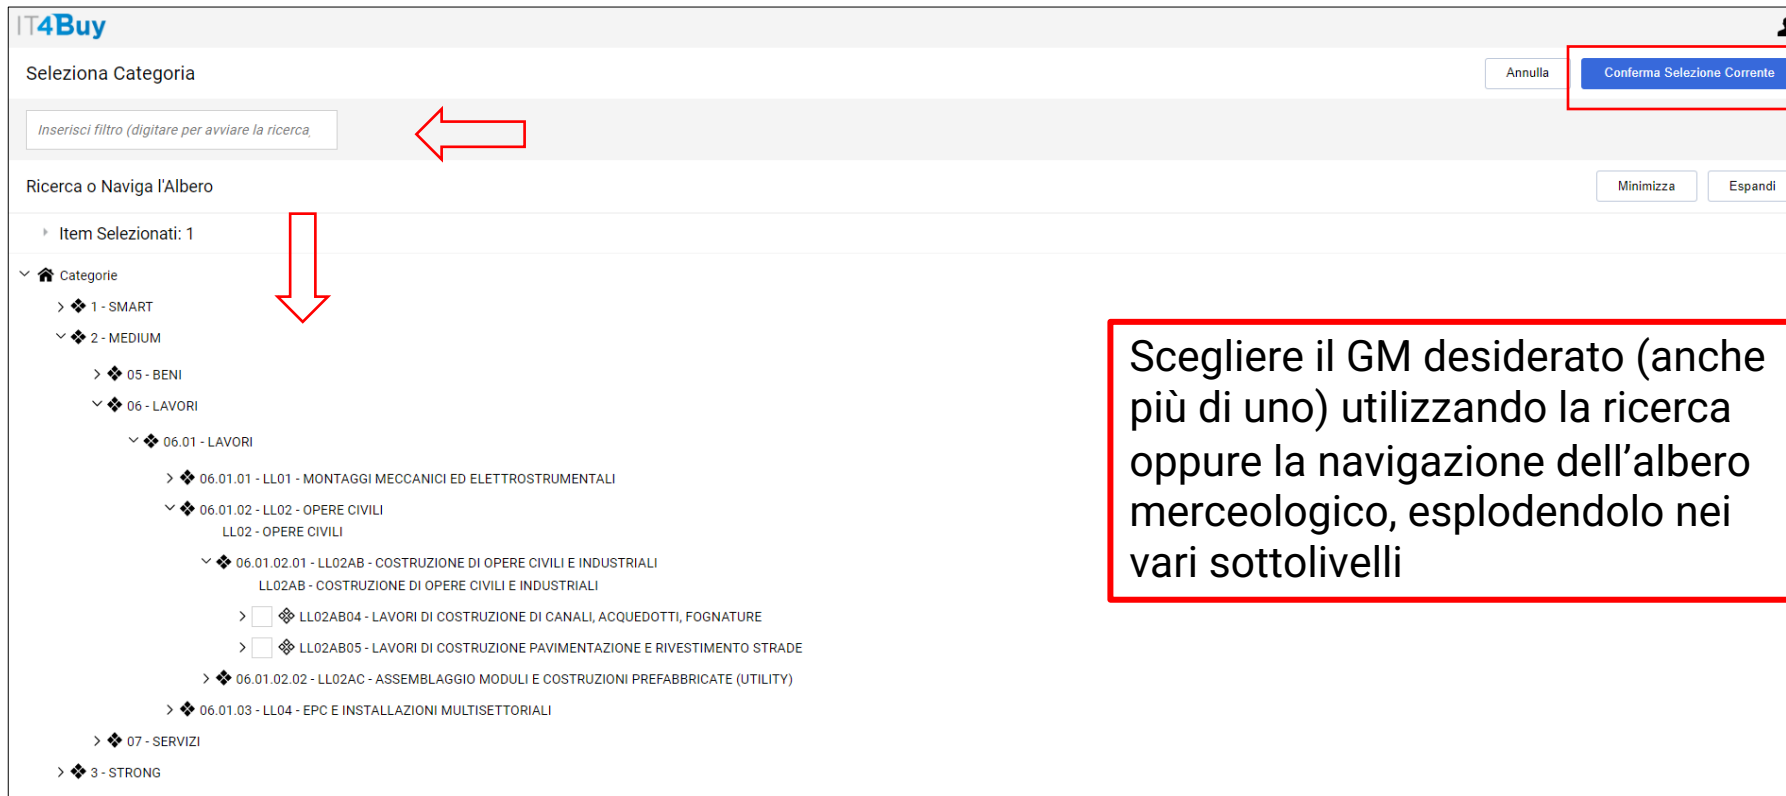 IT4Buy
Seleziona Categoria
Annulla
Conferma Selezione Corrente
Inserisci filtro (digitare per avviare la ricerca,
Ricerca o Naviga l'Albero
Minimizza
Espandi
Item Selezionati: 1
Categorie
1 - SMART
2 - MEDIUM
05 - BENI
06 - LAVORI
06.01 - LAVORI
06.01.01 - LL01 - MONTAGGI MECCANICI ED ELETTROSTRUMENTALI
06.01.02 - LL02 - OPERE CIVILI
LL02 - OPERE CIVILI
06.01.02.01 - LL02AB - COSTRUZIONE DI OPERE CIVILI E INDUSTRIALI
LL02AB - COSTRUZIONE DI OPERE CIVILI E INDUSTRIALI
LL02AB04 - LAVORI DI COSTRUZIONE DI CANALI, ACQUEDOTTI, FOGNATURE
LL02AB05 - LAVORI DI COSTRUZIONE PAVIMENTAZIONE E RIVESTIMENTO STRADE
06.01.02.02 - LL02AC - ASSEMBLAGGIO MODULI E COSTRUZIONI PREFABBRICATE (UTILITY)
06.01.03 - LL04 - EPC E INSTALLAZIONI MULTISETTORIALI
07 - SERVIZI
3 - STRONG
Scegliere il GM desiderato (anche
più di uno) utilizzando la ricerca
oppure la navigazione dell’albero
merceologico, esplodendolo nei
vari sottolivelli